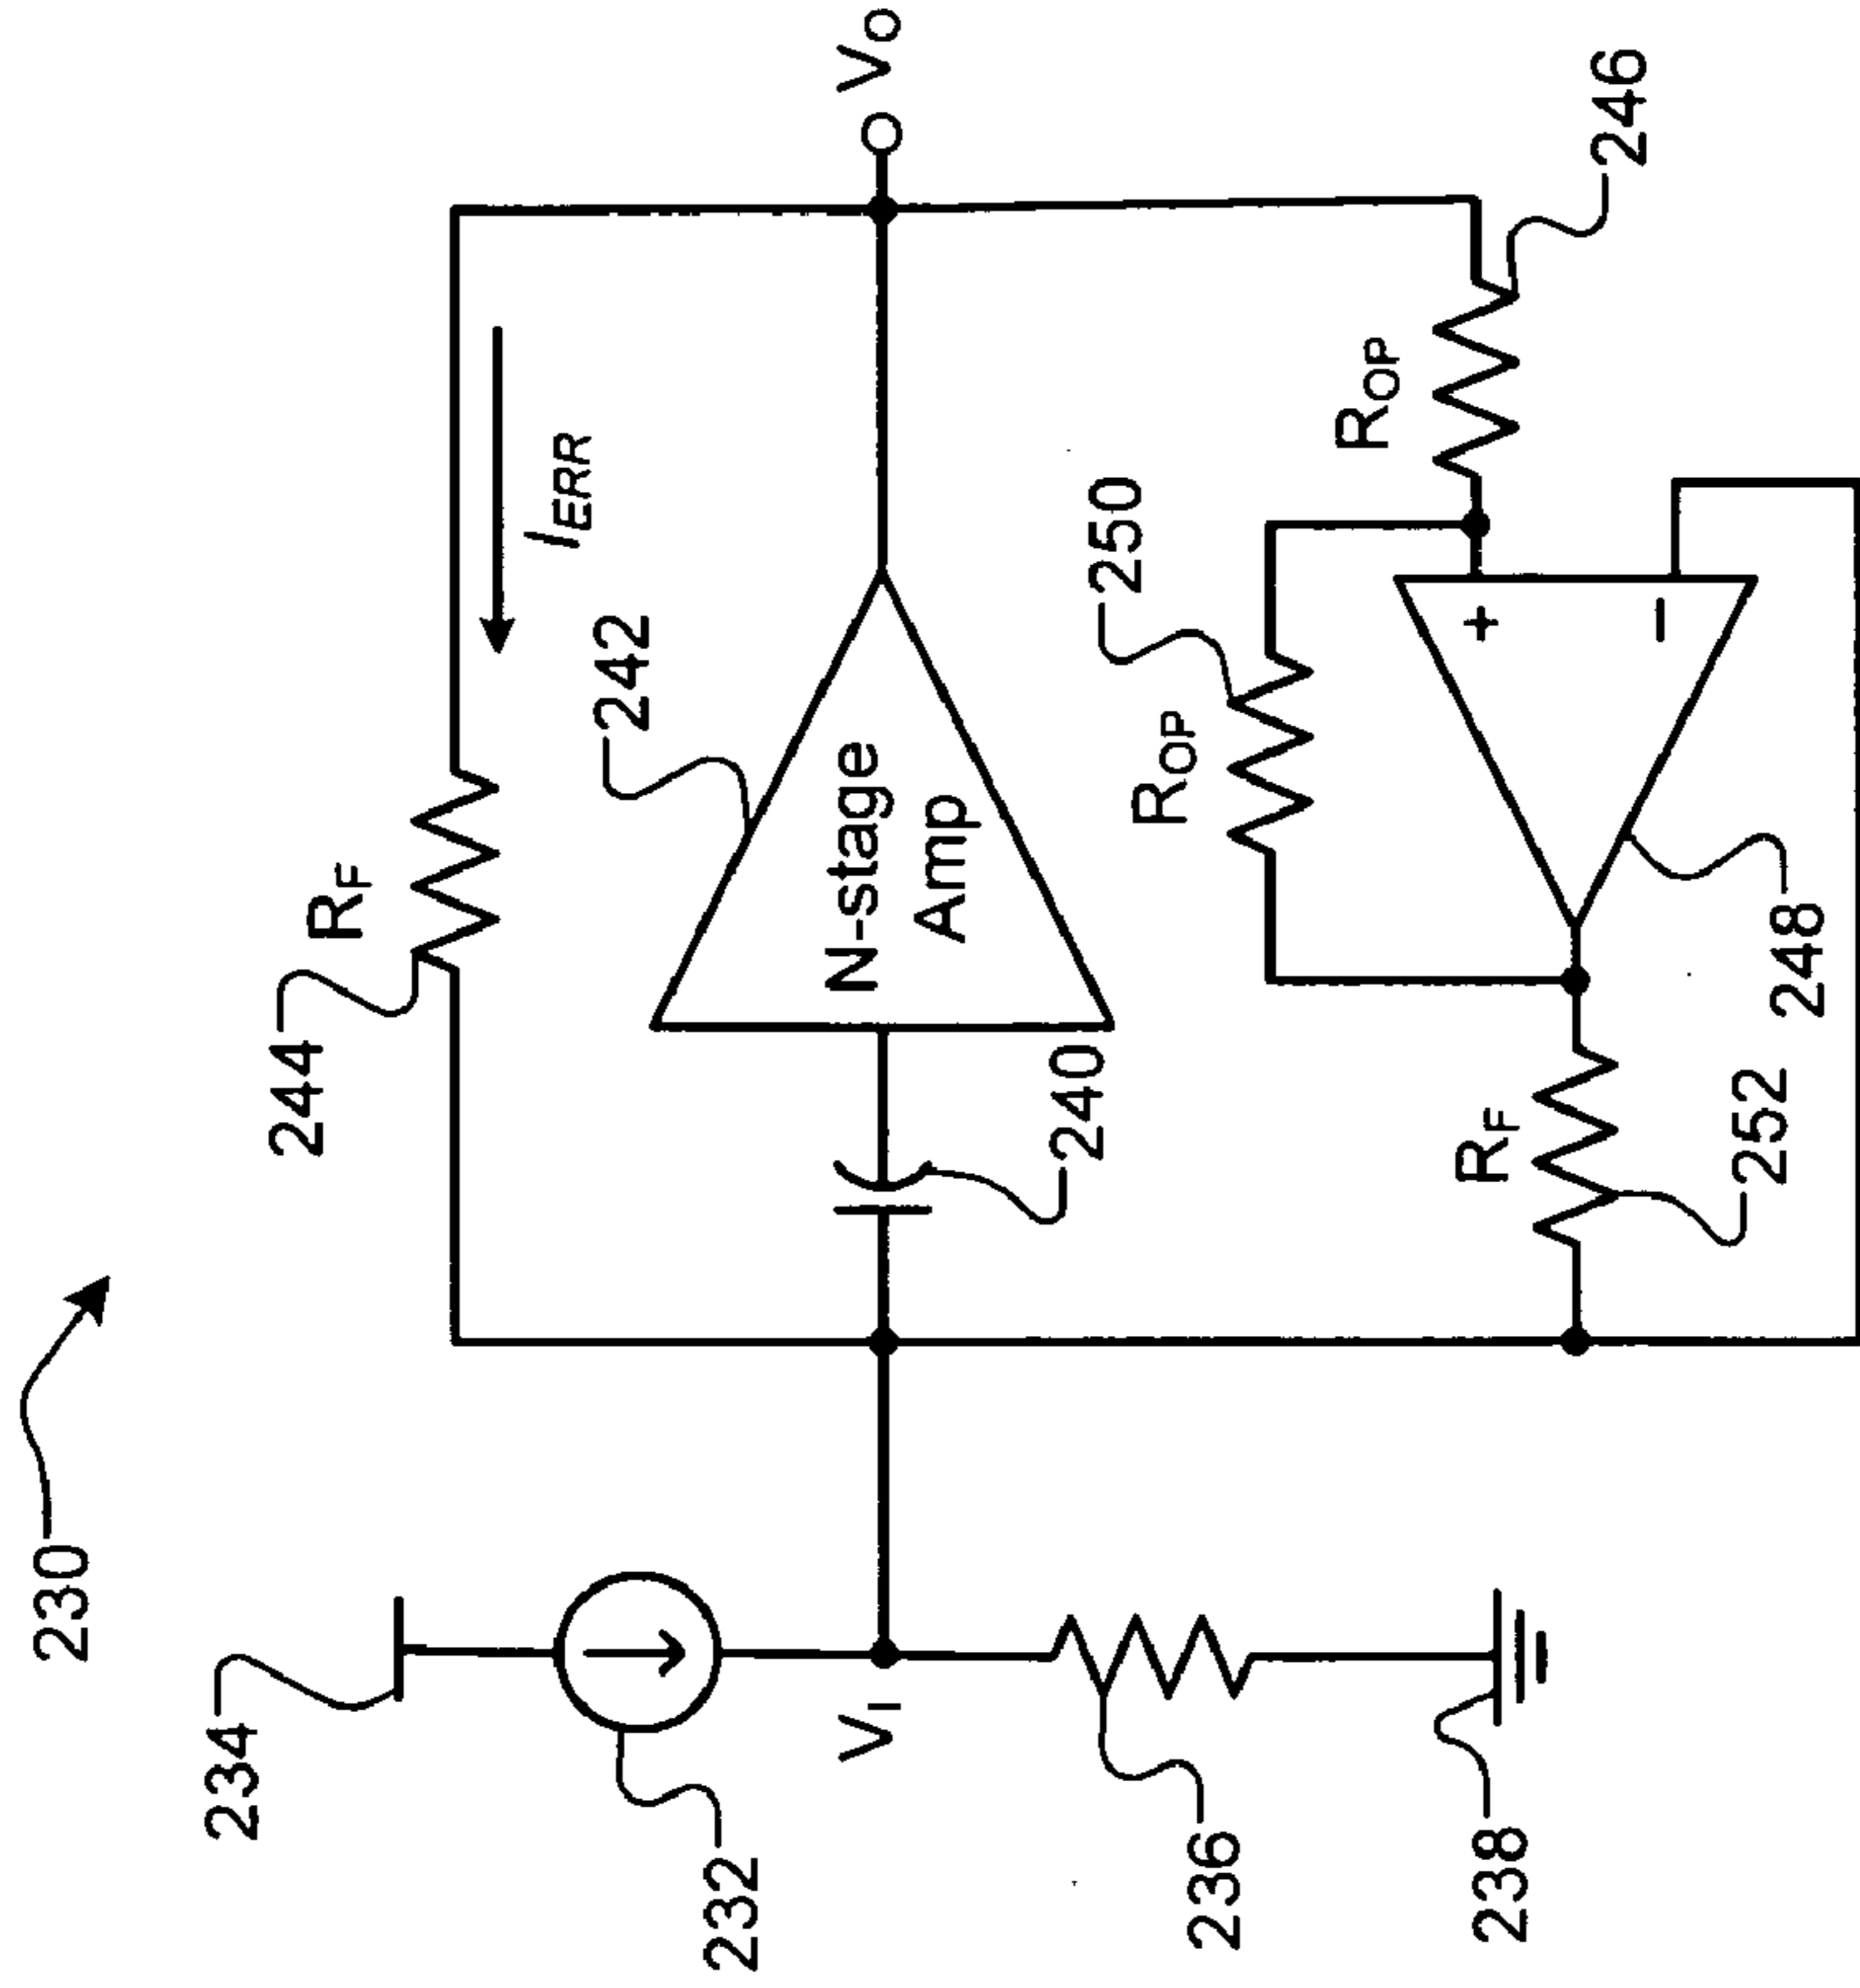 230
234
232
V_I
236
238
244
R_F
I_ERR
242
N-stage
Amp
240
V_O
250
R_OP
R_OP
246
+
−
R_F
252
248